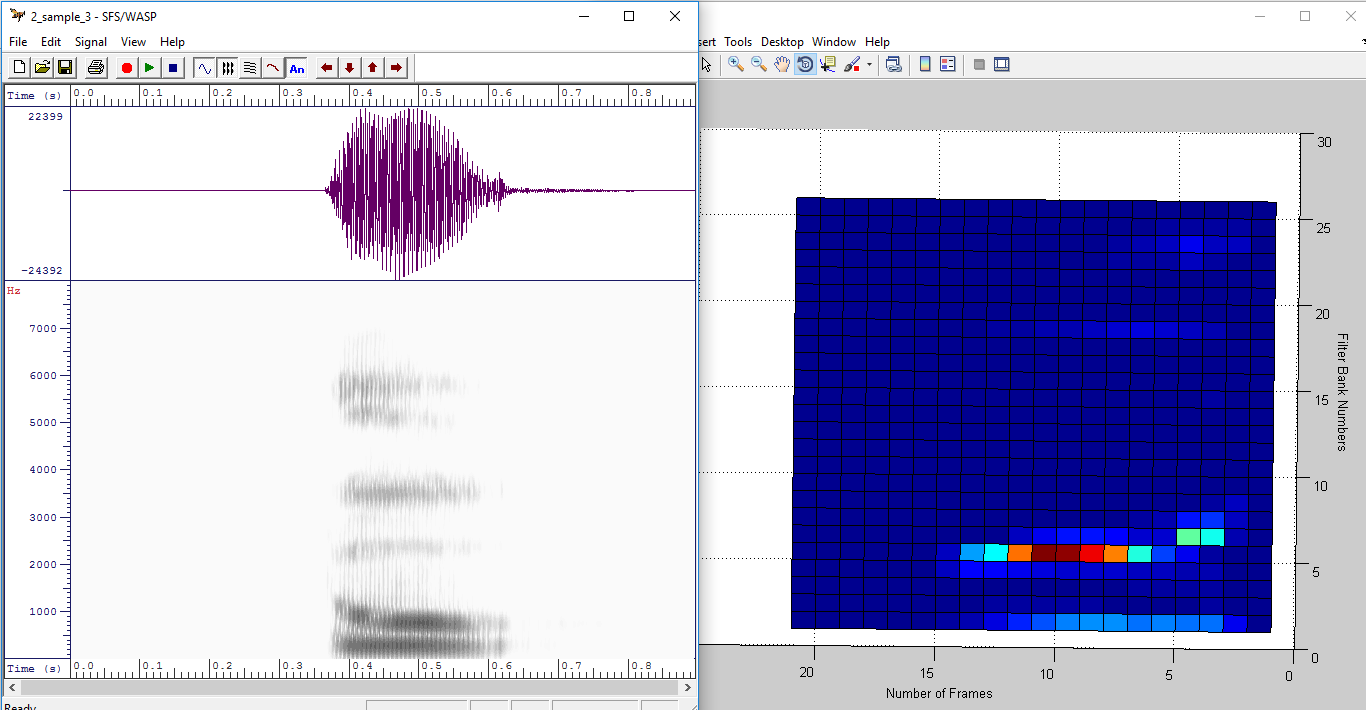 2_sample_3 - SFS/WASP
File Edit Signal View Help
An
Time (s) 0.0 0.1 0.2 0.3 0.4 0.5 0.6 0.7 0.8
22399
-24392
Hz
7000
6000
5000
4000
3000
2000
1000
Time (s) 0.0 0.1 0.2 0.3 0.4 0.5 0.6 0.7 0.8
Ready
sert Tools Desktop Window Help
30
25
20
15
10
5
0
Filter Bank Numbers
20 15 10 5 0
Number of Frames